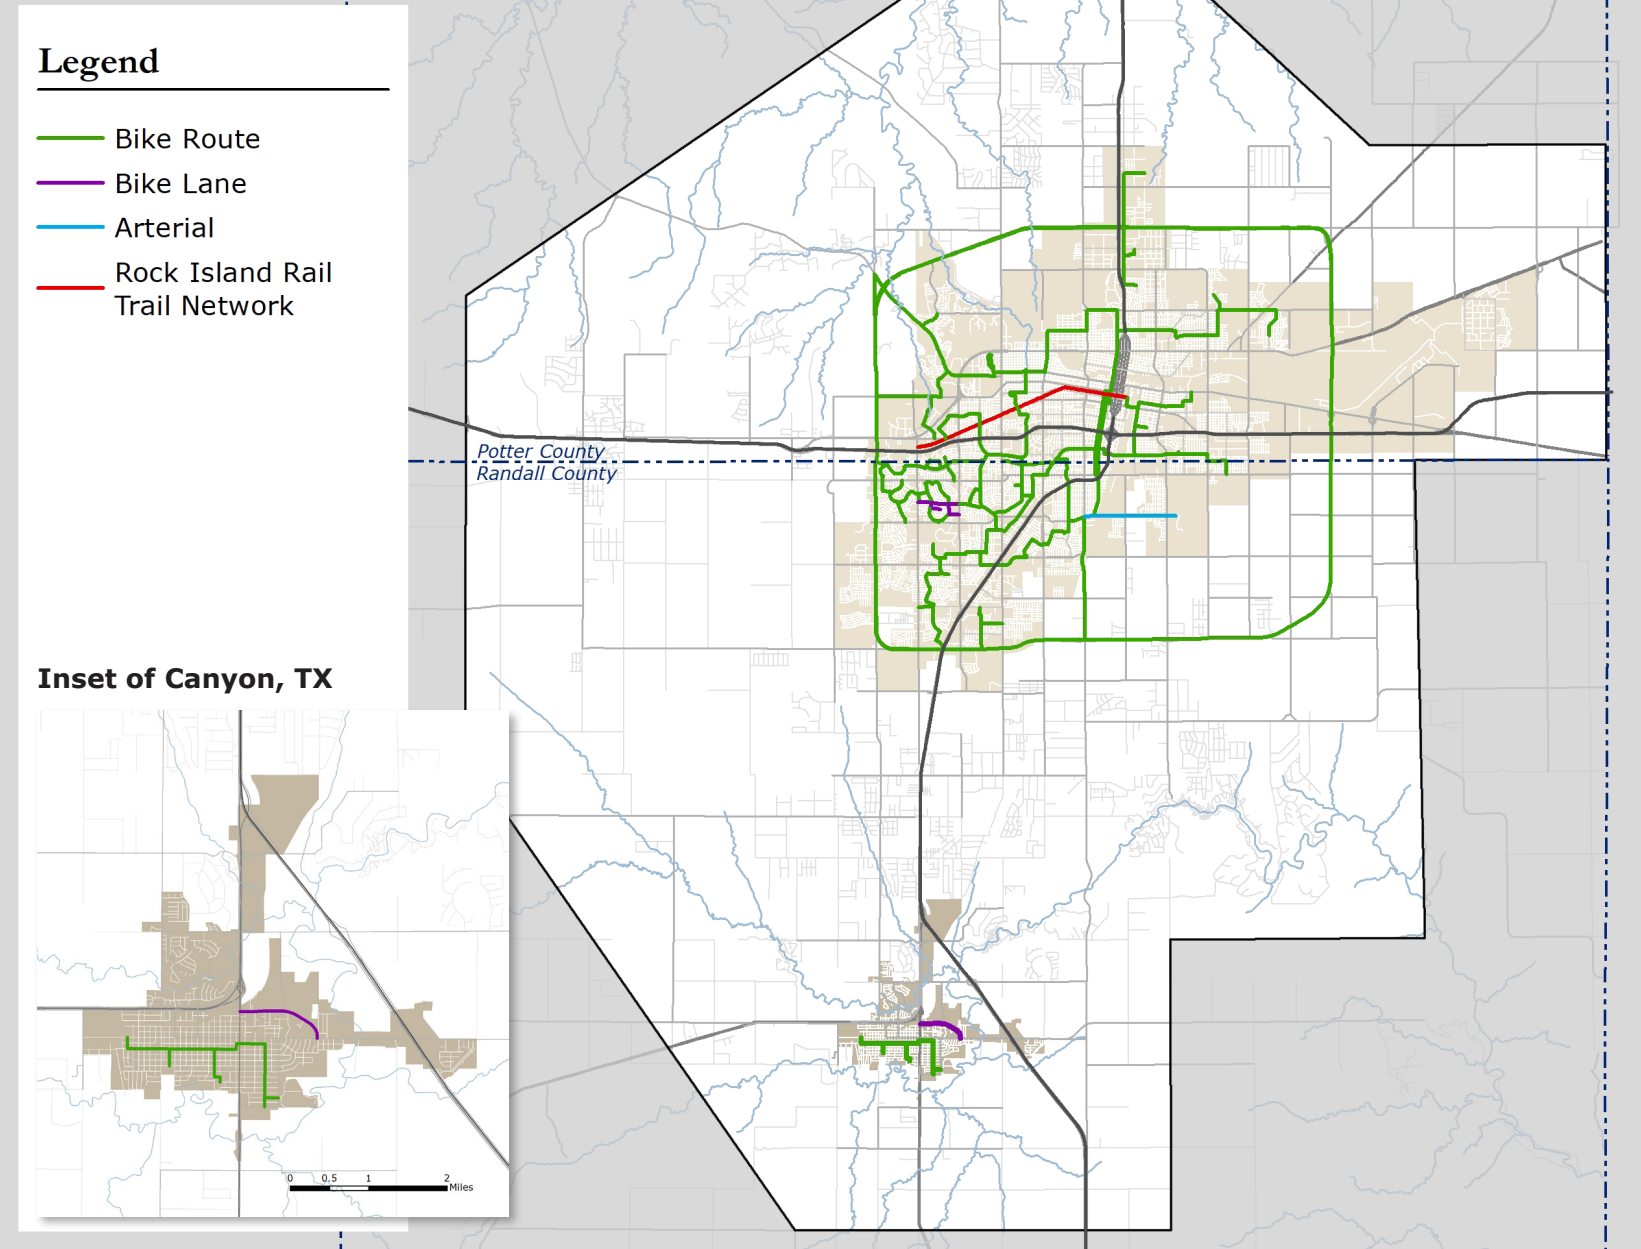 Legend
Bike Route
Bike Lane
Arterial
Rock Island Rail
Trail Network
Potter County
Randall County
Inset of Canyon, TX
0 0.5 1 2
Miles